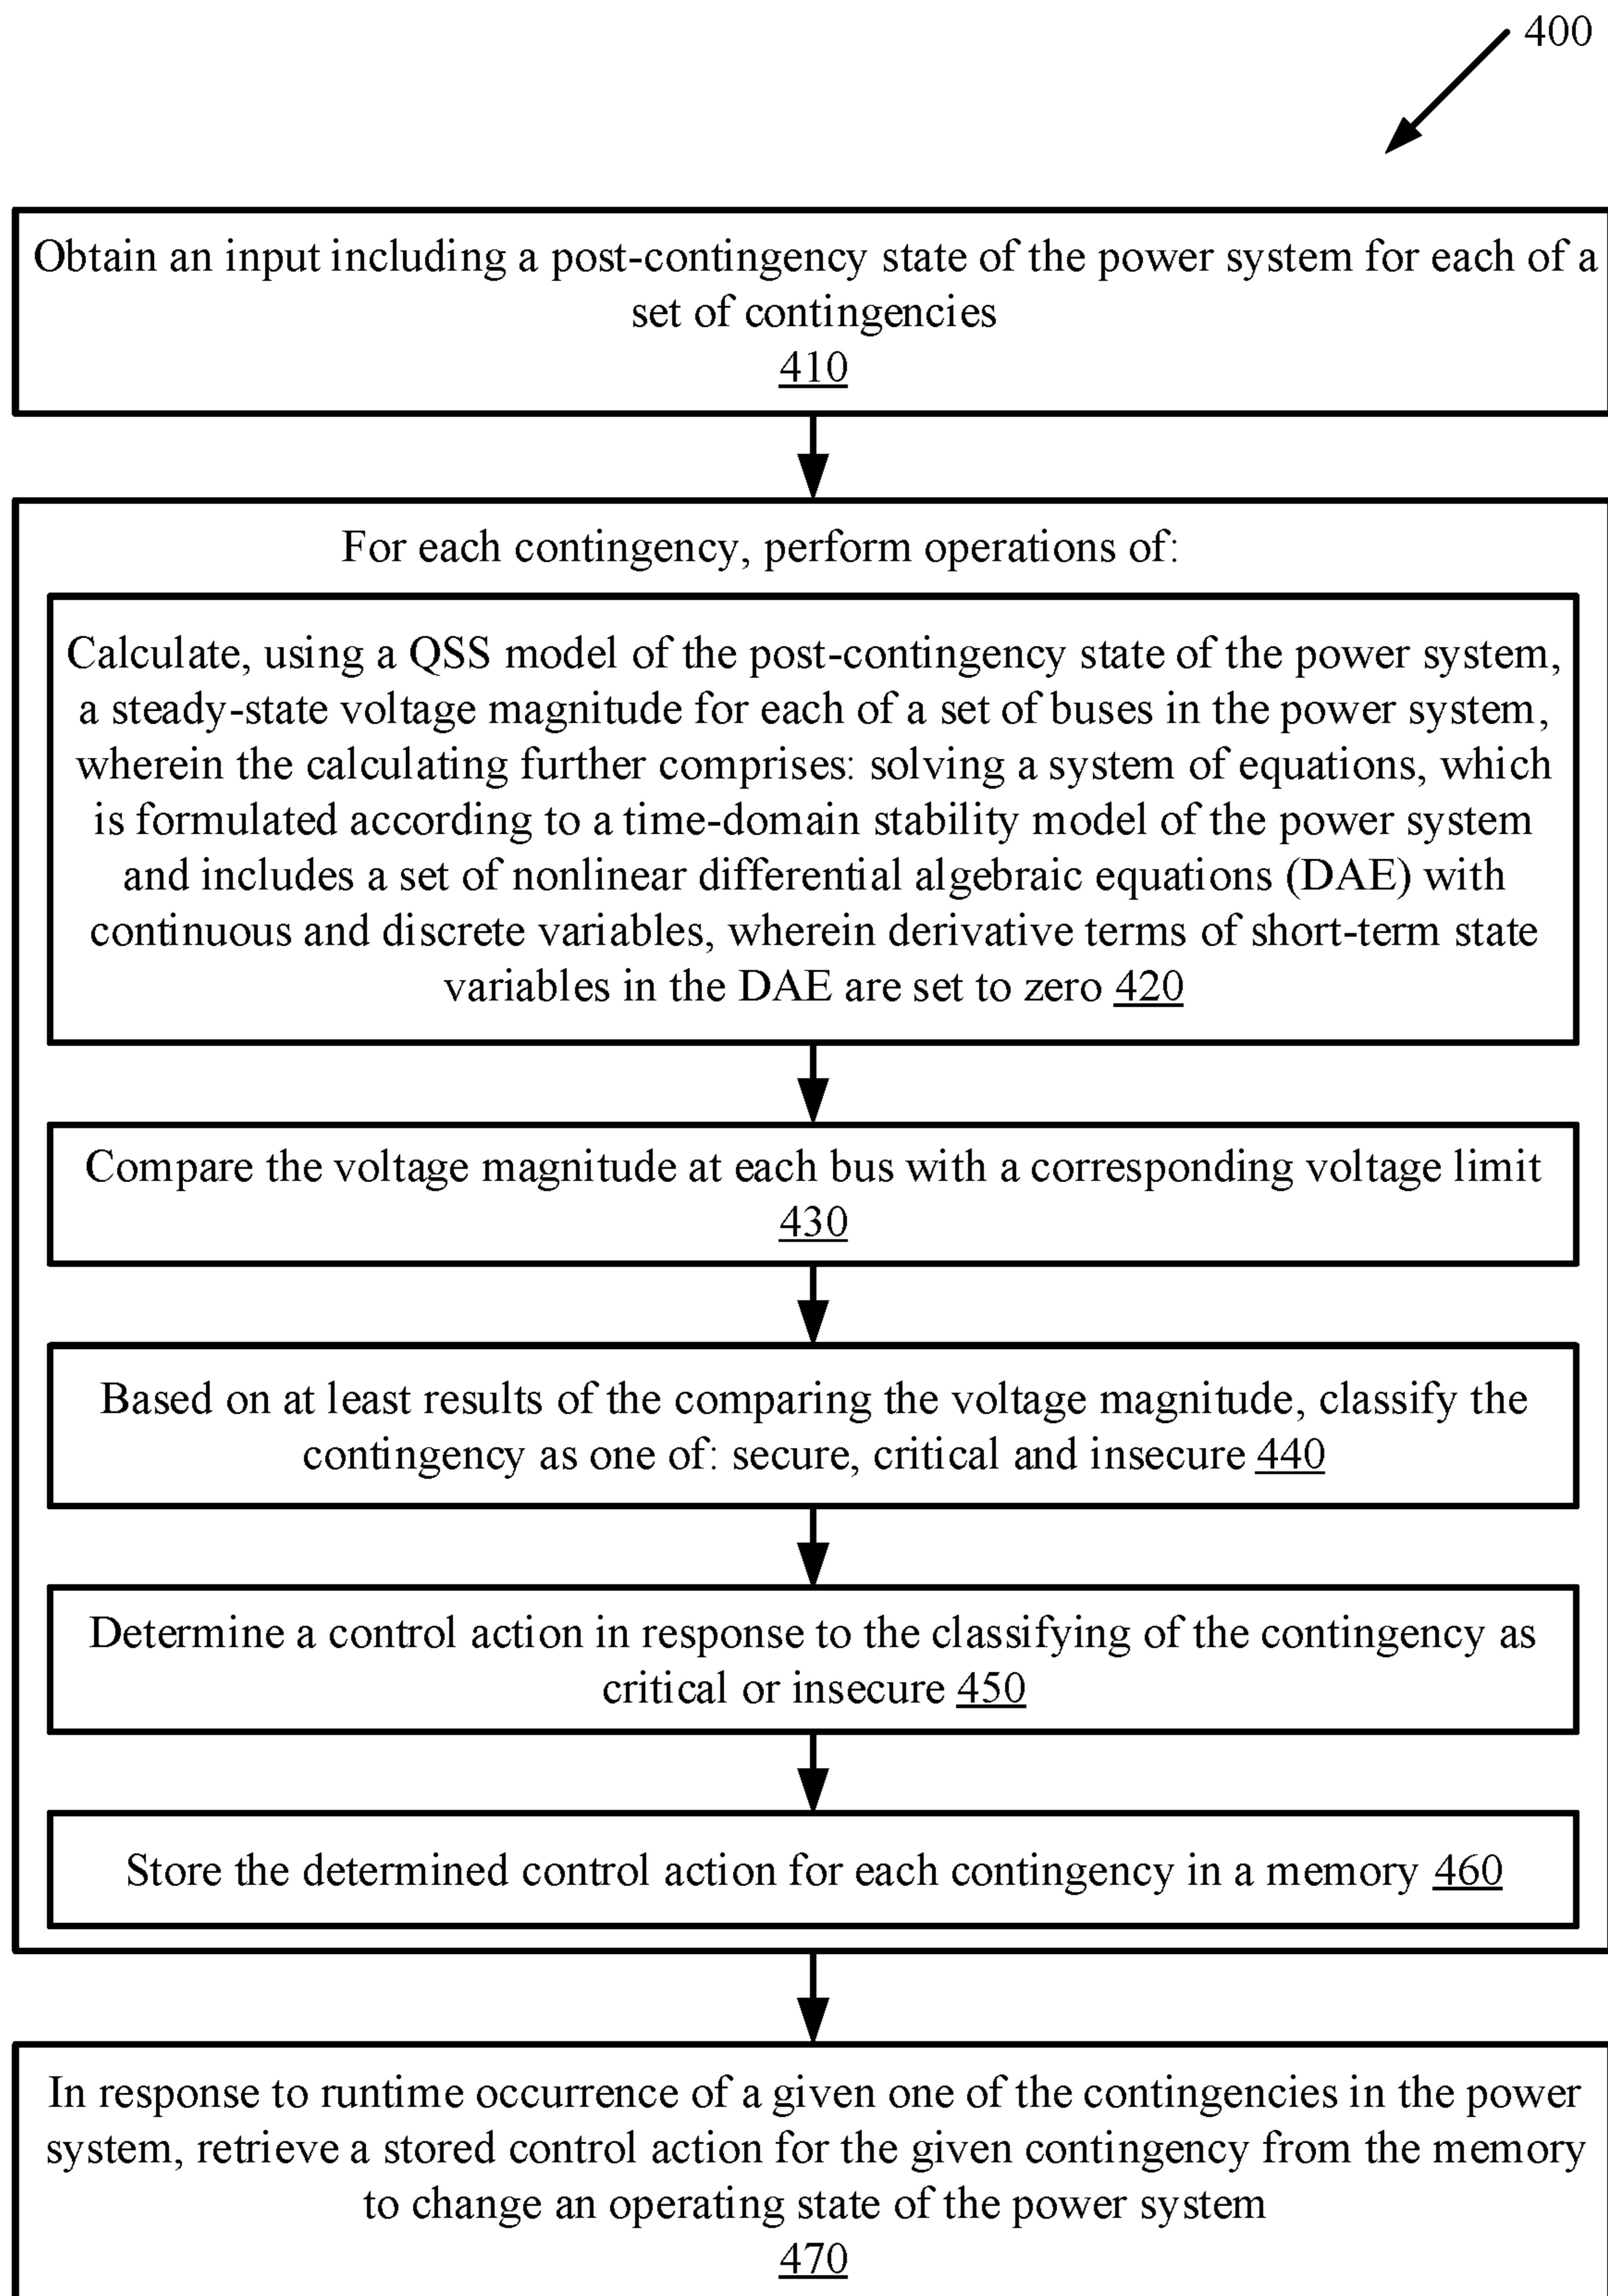 400
Obtain an input including a post-contingency state of the power system for each of a
set of contingencies
410
For each contingency, perform operations of:
Calculate, using a QSS model of the post-contingency state of the power system,
a steady-state voltage magnitude for each of a set of buses in the power system,
wherein the calculating further comprises: solving a system of equations, which
is formulated according to a time-domain stability model of the power system
and includes a set of nonlinear differential algebraic equations (DAE) with
continuous and discrete variables, wherein derivative terms of short-term state
variables in the DAE are set to zero 420
Compare the voltage magnitude at each bus with a corresponding voltage limit
430
Based on at least results of the comparing the voltage magnitude, classify the
contingency as one of: secure, critical and insecure 440
Determine a control action in response to the classifying of the contingency as
critical or insecure 450
Store the determined control action for each contingency in a memory 460
In response to runtime occurrence of a given one of the contingencies in the power
system, retrieve a stored control action for the given contingency from the memory
to change an operating state of the power system
470